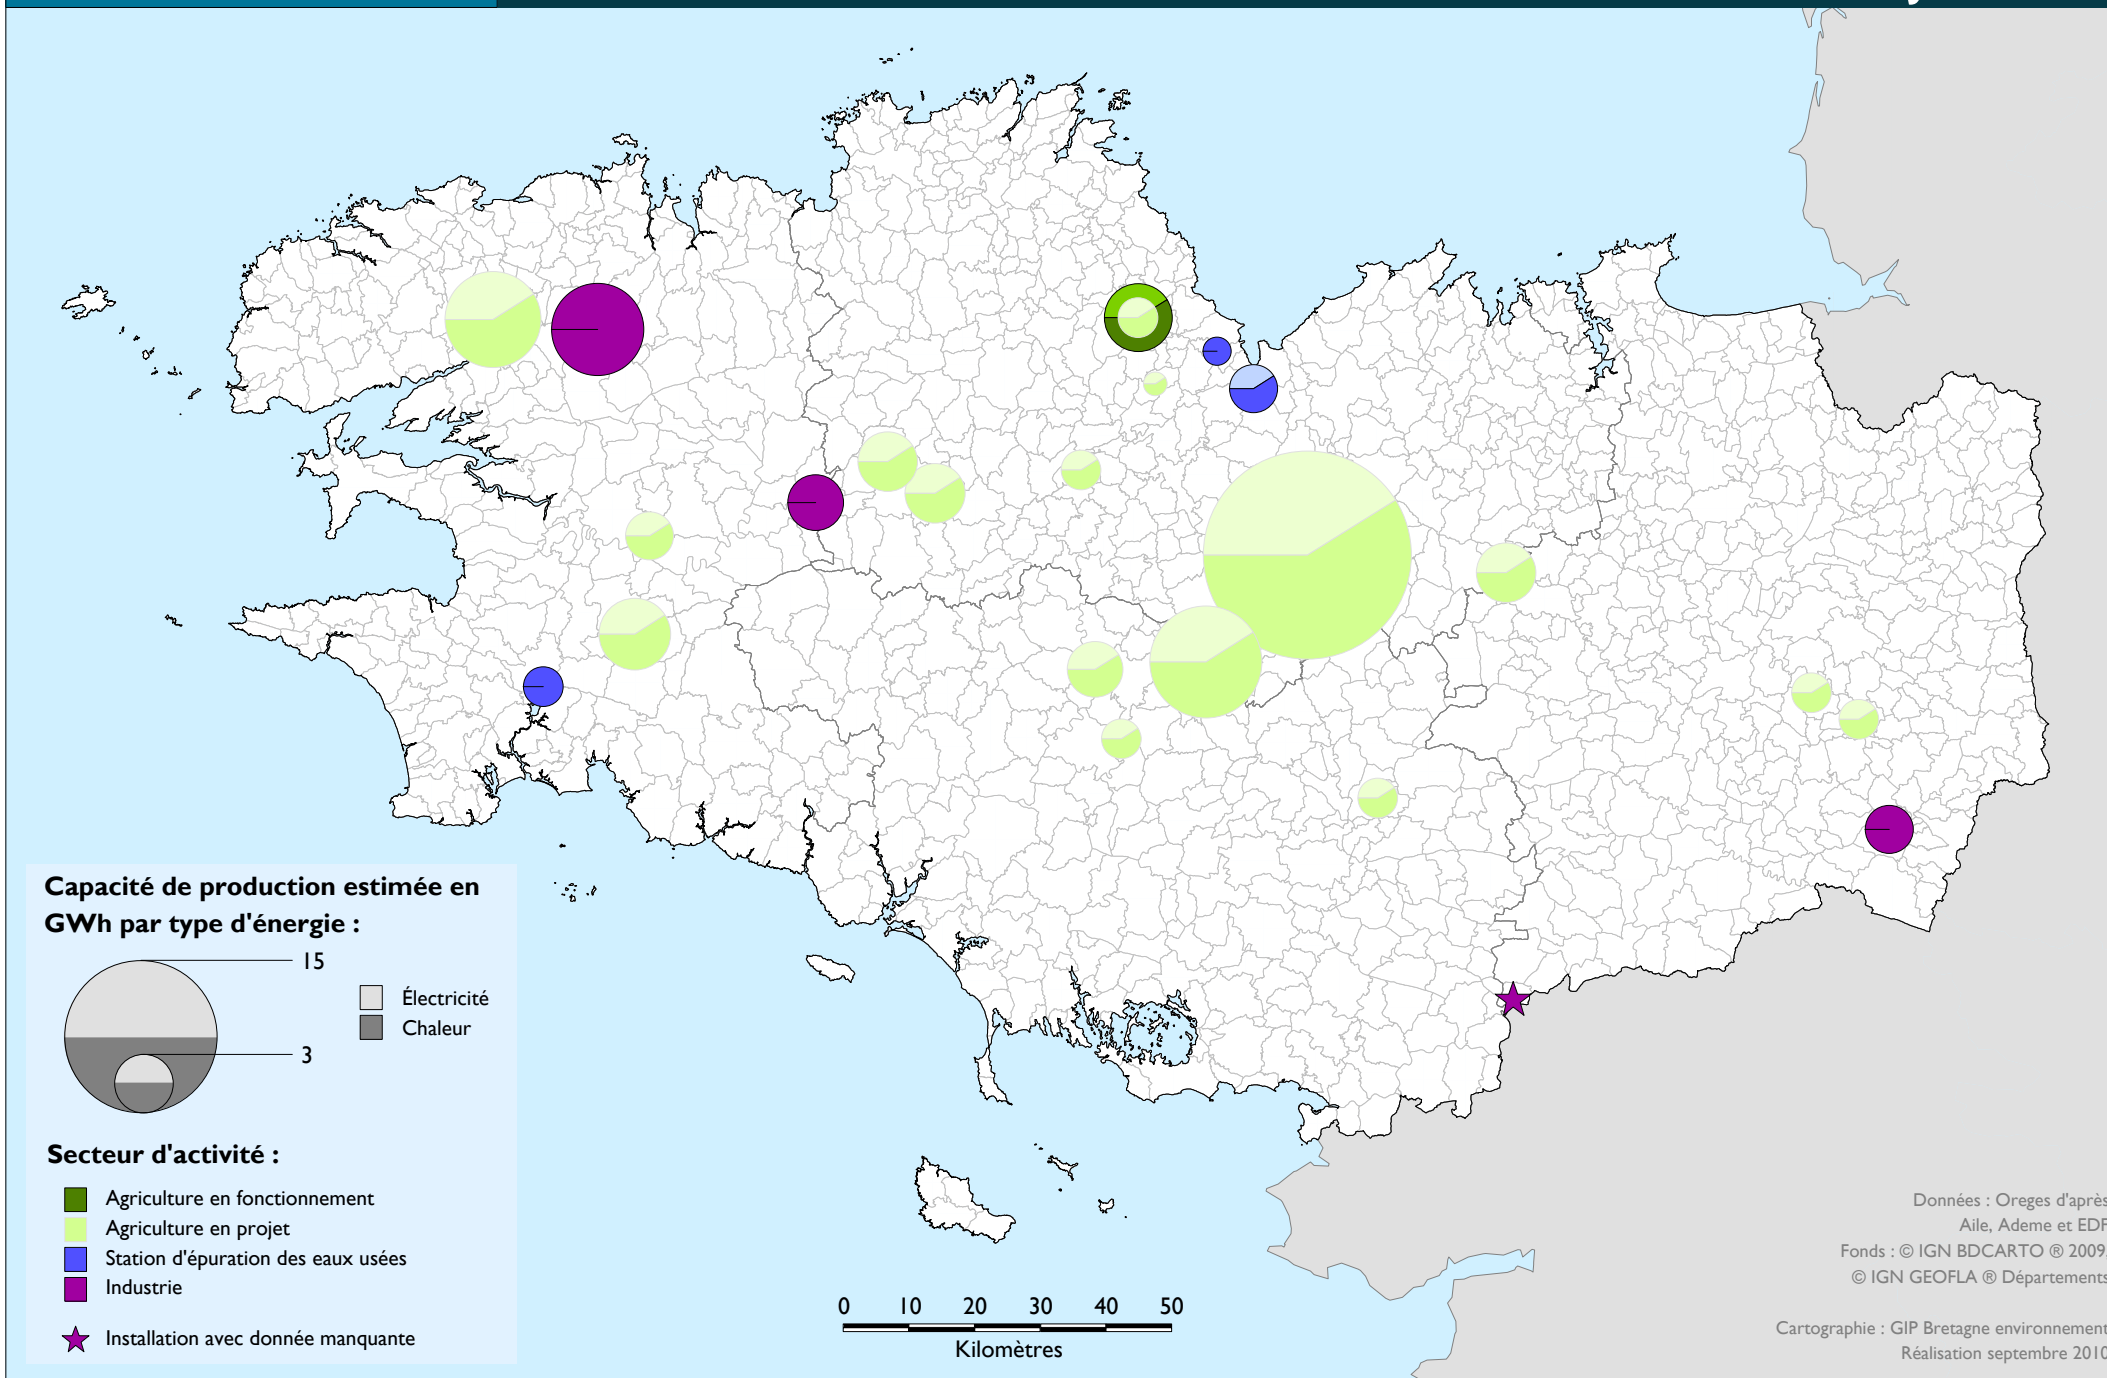 Capacité de production estimée en
GWh par type d'énergie :
15
3
Électricité
Chaleur
Secteur d'activité :
Agriculture en fonctionnement
Agriculture en projet
Station d'épuration des eaux usées
Industrie
Installation avec donnée manquante
0 10 20 30 40 50
Kilomètres
Données : Oreges d'après
Aile, Ademe et EDF
Fonds : © IGN BDCARTO ® 2009,
© IGN GEOFLA ® Départements
Cartographie : GIP Bretagne environnement
Réalisation septembre 2010